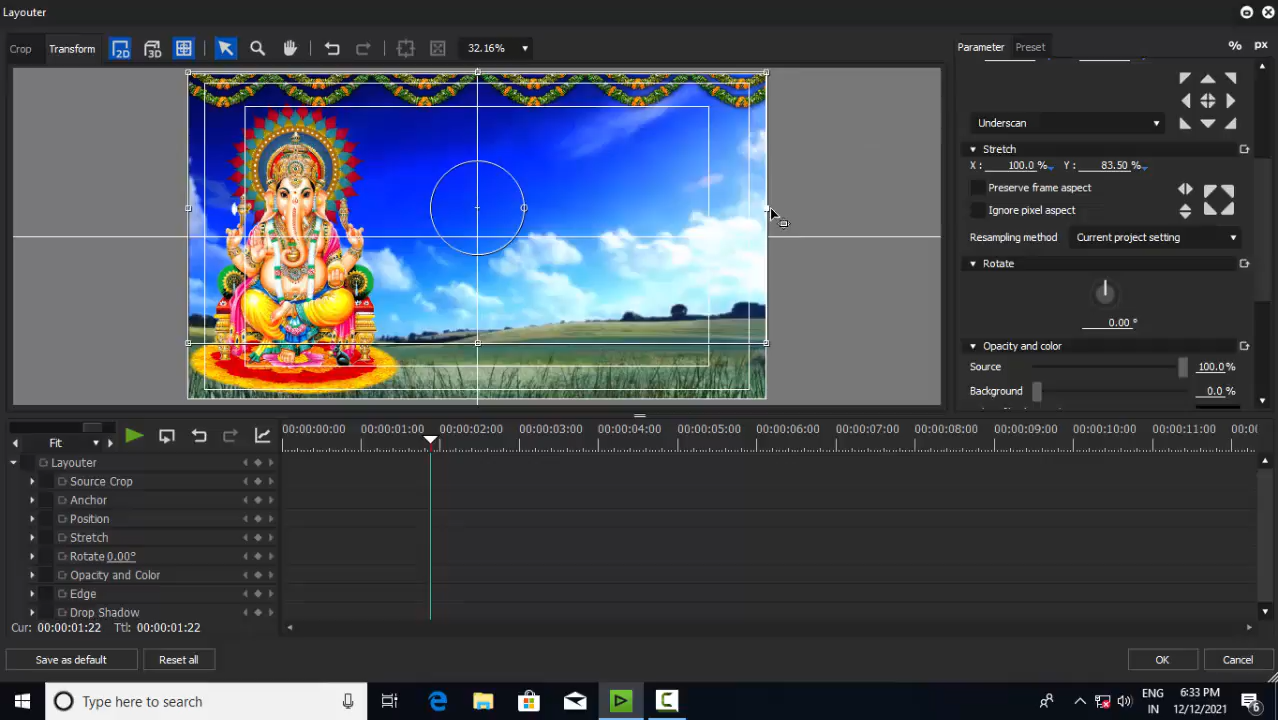 Layouter
Crop Transform 2D 3D 32.16% Parameter Preset % px
Underscan
Stretch
X : 100.0 % Y : 83.50 %
Preserve frame aspect
Ignore pixel aspect
Resampling method Current project setting
Rotate
0.00 °
Opacity and color
Source 100.0 %
Background 0.0 %
Fit 00:00:00:00 00:00:01:00 00:00:02:00 00:00:03:00 00:00:04:00 00:00:05:00 00:00:06:00 00:00:07:00 00:00:08:00 00:00:09:00 00:00:10:00 00:00:11:00 00:0
Layouter
Source Crop
Anchor
Position
Stretch
Rotate 0.00°
Opacity and Color
Edge
Drop Shadow
Cur: 00:00:01:22 Ttl: 00:00:01:22
Save as default Reset all OK Cancel
Type here to search ENG 6:33 PM
IN 12/12/2021 6